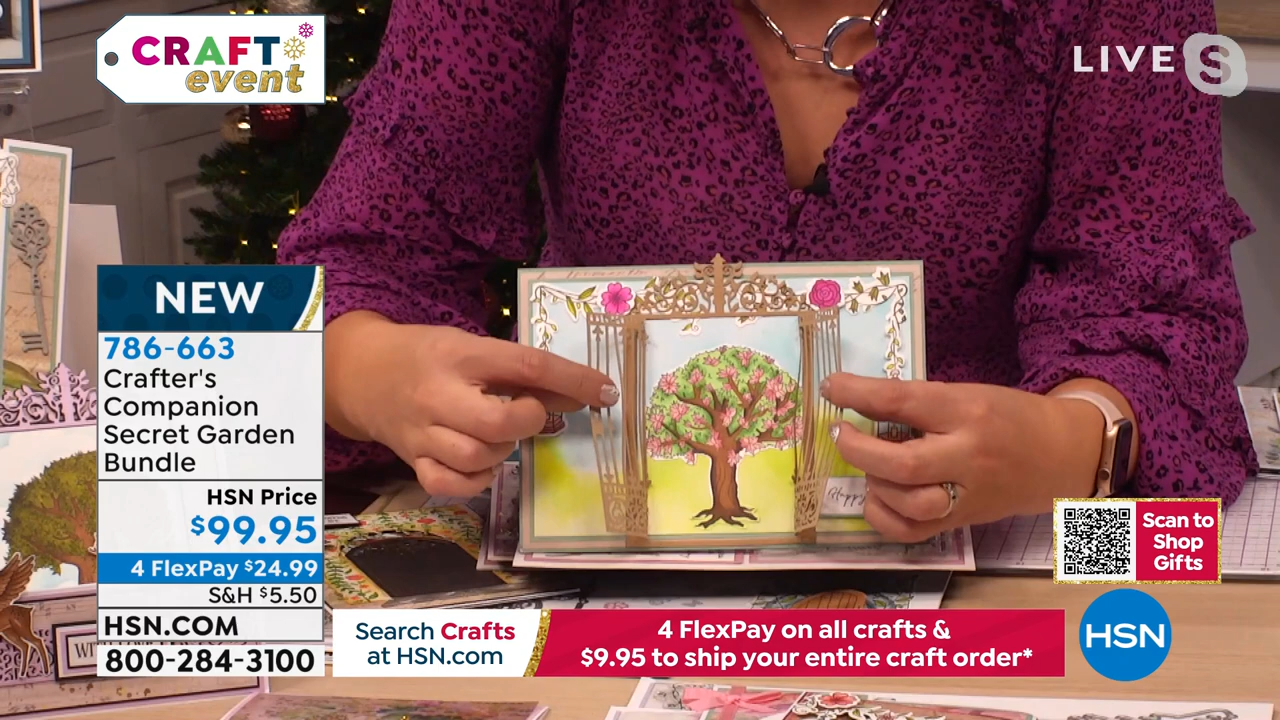 CRAFT
event
LIVE S
NEW
786-663
Crafter's
Companion
Secret Garden
Bundle
HSN Price
$99.95
4 FlexPay $24.99
S&H $5.50
HSN.COM
800-284-3100
Happy
Scan to
Shop
Gifts
Search Crafts
at HSN.com
4 FlexPay on all crafts &
$9.95 to ship your entire craft order*
HSN